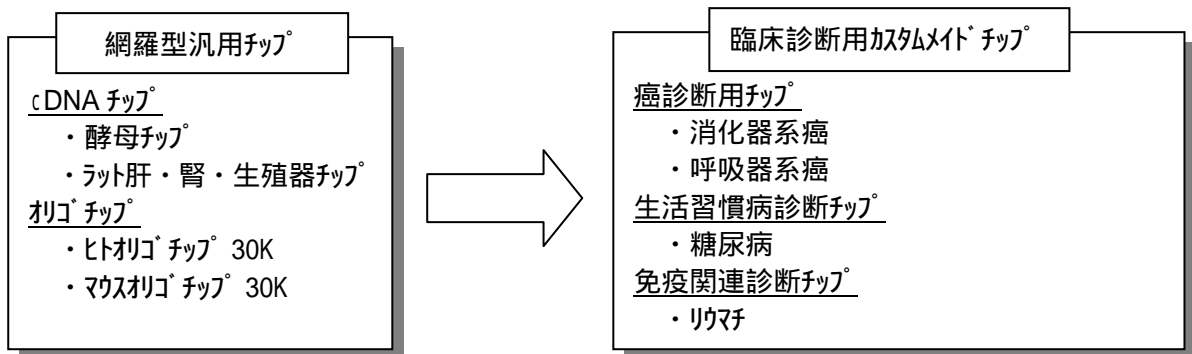 網羅型汎用ﾁｯﾌﾟ
cDNA ﾁｯﾌﾟ
・酵母ﾁｯﾌﾟ
・ﾗｯﾄ肝・腎・生殖器ﾁｯﾌﾟ
ｵﾘｺﾞﾁｯﾌﾟ
・ﾋﾄｵﾘｺﾞﾁｯﾌﾟ 30K
・ﾏｳｽｵﾘｺﾞﾁｯﾌﾟ 30K
臨床診断用ｶｽﾀﾑﾒｲﾄﾞﾁｯﾌﾟ
癌診断用ﾁｯﾌﾟ
・消化器系癌
・呼吸器系癌
生活習慣病診断ﾁｯﾌﾟ
・糖尿病
免疫関連診断ﾁｯﾌﾟ
・ﾘｳﾏﾁ